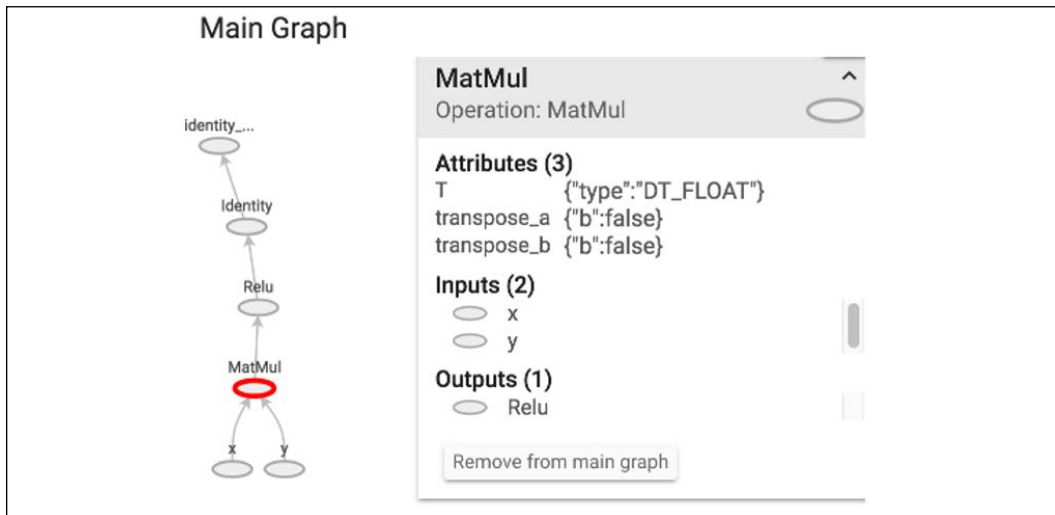 Main Graph
identity_...
Identity
Relu
MatMul
x y
MatMul
Operation: MatMul
Attributes (3)
T {"type":"DT_FLOAT"}
transpose_a {"b":false}
transpose_b {"b":false}
Inputs (2)
x
y
Outputs (1)
Relu
Remove from main graph